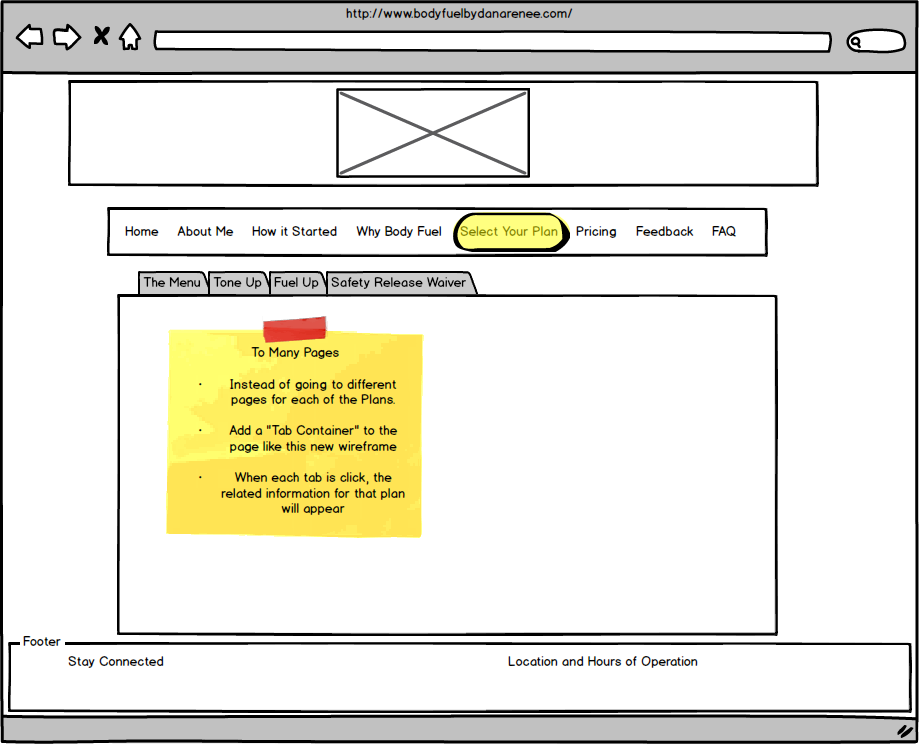 http://www.bodyfuelbydanarenee.com/
Home About Me How it Started Why Body Fuel Select Your Plan Pricing Feedback FAQ
The Menu Tone Up Fuel Up Safety Release Waiver
To Many Pages
· Instead of going to different
pages for each of the Plans.
· Add a "Tab Container" to the
page like this new wireframe
· When each tab is click, the
related information for that plan
will appear
Footer
Stay Connected Location and Hours of Operation